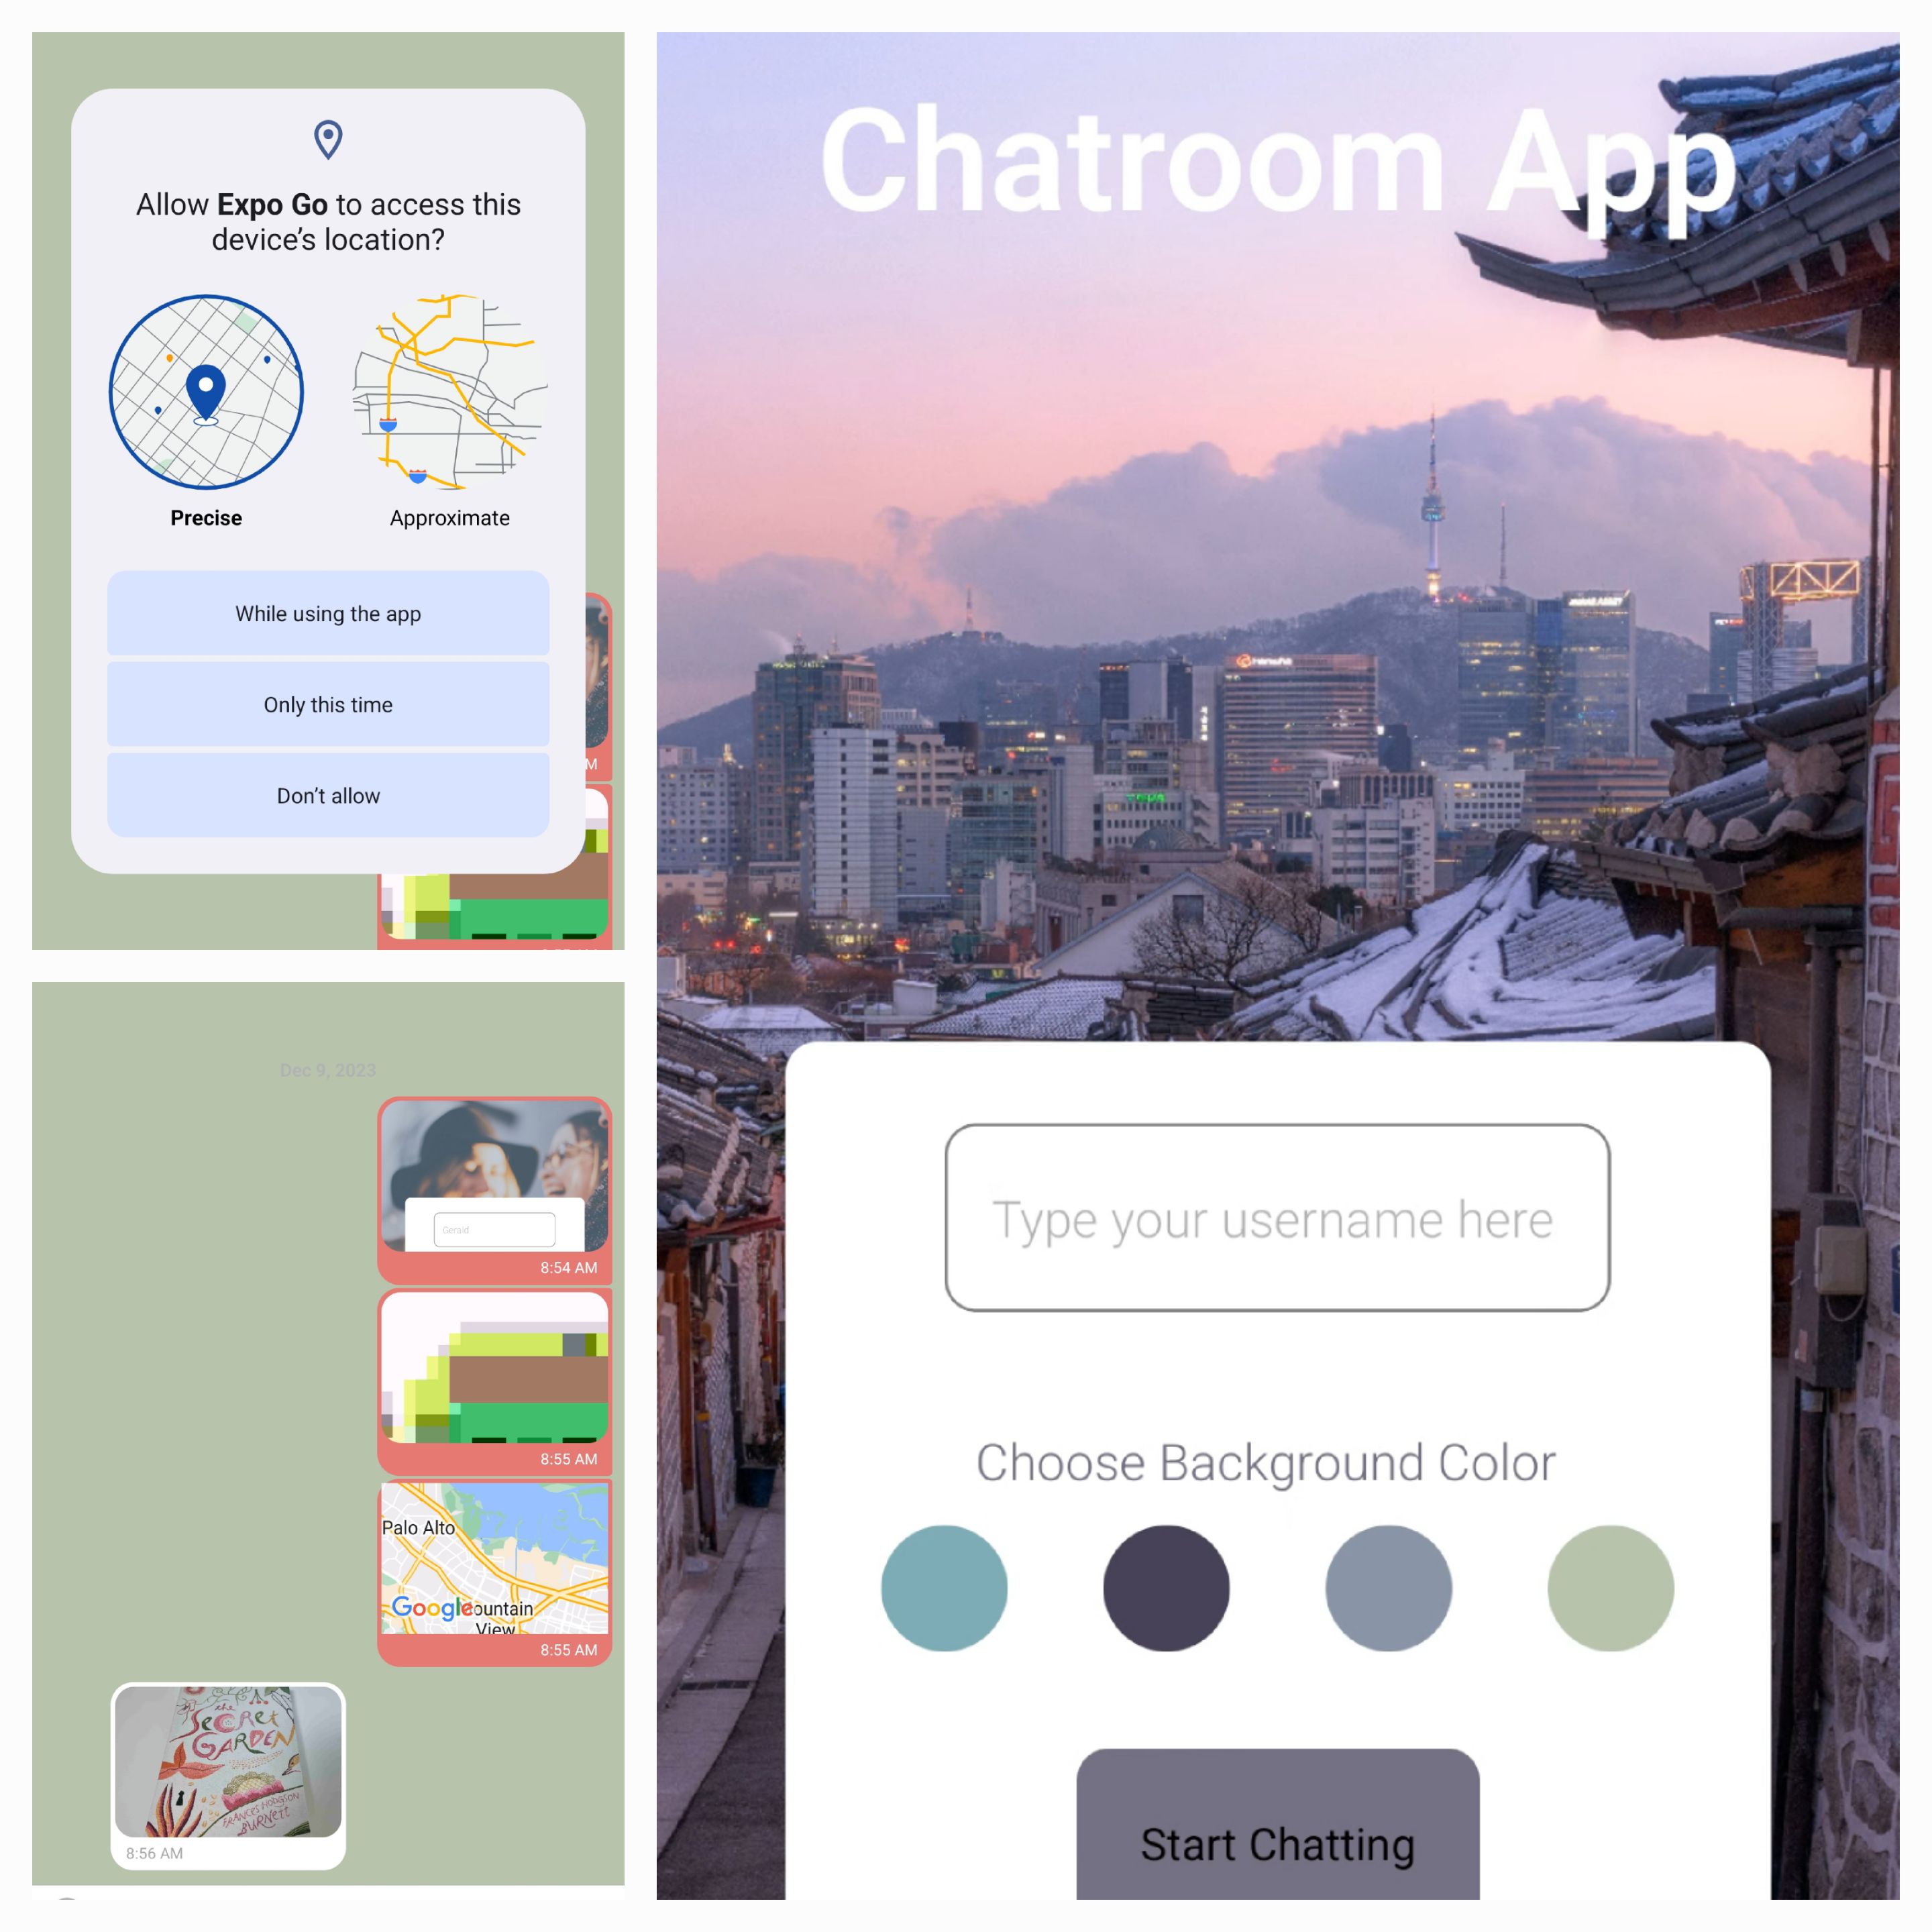 Allow Expo Go to access this
device’s location?
Precise
Approximate
While using the app
Only this time
Don’t allow
M
Dec 9, 2023
Gerald
8:54 AM
8:55 AM
Palo Alto
Google
ountain
View
8:55 AM
the
SECRET
GARDEN
FRANCES HODGSON
BURNETT
8:56 AM
Chatroom App
Hanwha
Type your username here
Choose Background Color
Start Chatting